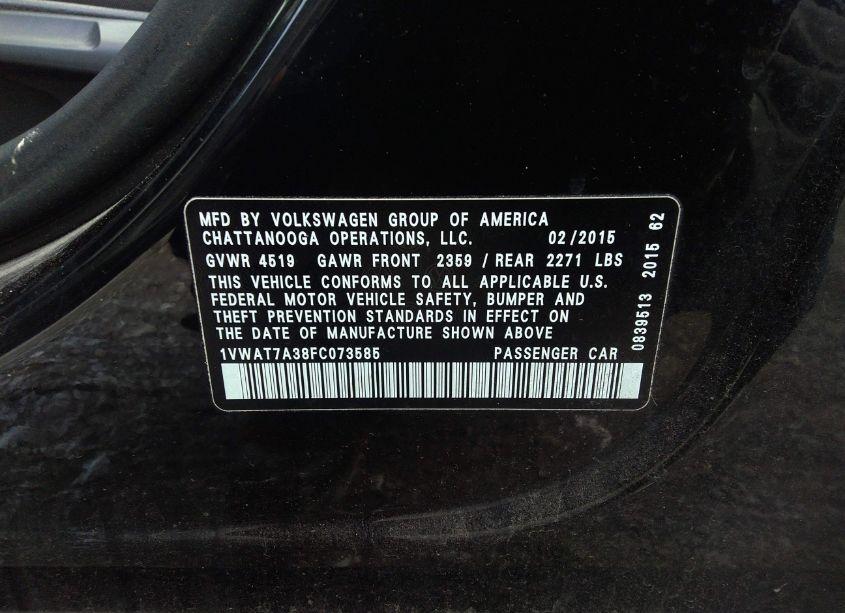 MFD BY VOLKSWAGEN GROUP OF AMERICA
CHATTANOOGA OPERATIONS, LLC. 02/2015
GVWR 4519 GAWR FRONT 2359 / REAR 2271 LBS
THIS VEHICLE CONFORMS TO ALL APPLICABLE U.S.
FEDERAL MOTOR VEHICLE SAFETY, BUMPER AND
THEFT PREVENTION STANDARDS IN EFFECT ON
THE DATE OF MANUFACTURE SHOWN ABOVE
1VWAT7A38FC073585 PASSENGER CAR
0839513 2015 62